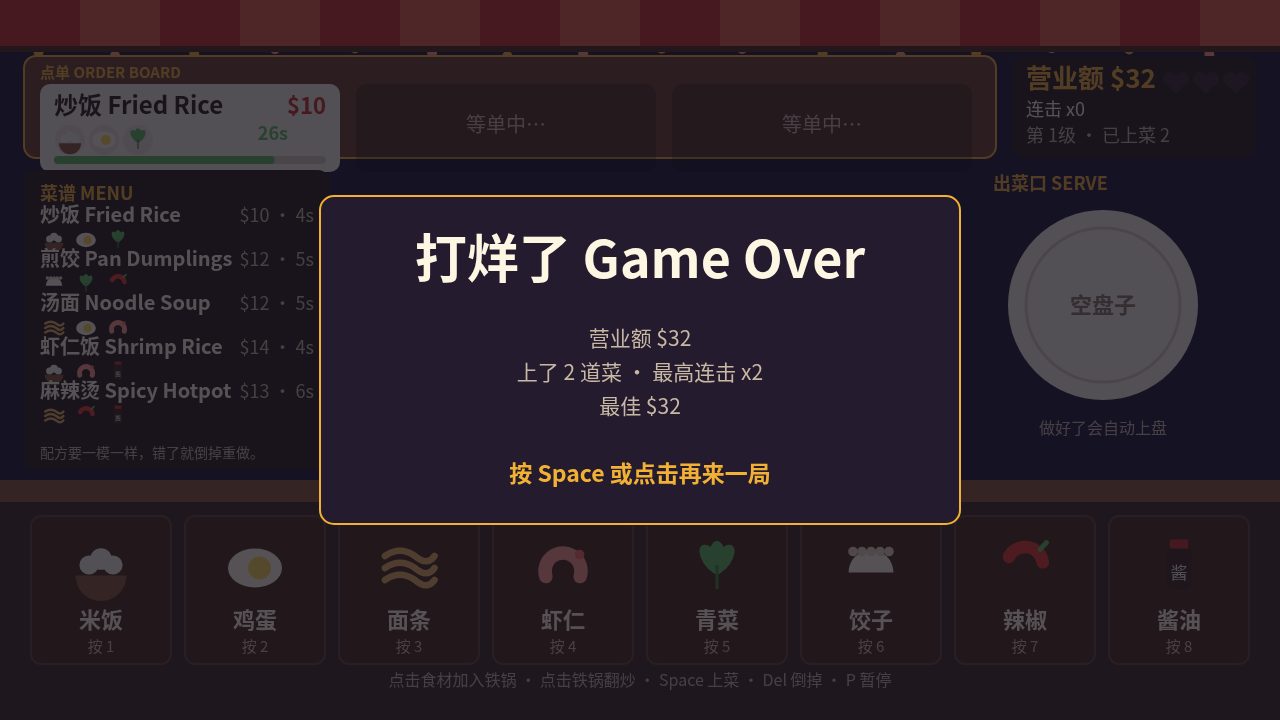 点单 ORDER BOARD
炒饭 Fried Rice $10
26s
等单中…
等单中…
营业额 $32
连击 x0
第 1级 · 已上菜 2
菜谱 MENU
炒饭 Fried Rice $10 · 4s
煎饺 Pan Dumplings $12 · 5s
汤面 Noodle Soup $12 · 5s
虾仁饭 Shrimp Rice $14 · 4s
麻辣烫 Spicy Hotpot $13 · 6s
配方要一模一样，错了就倒掉重做。
打烊了 Game Over
营业额 $32
上了 2 道菜 · 最高连击 x2
最佳 $32
按 Space 或点击再来一局
出菜口 SERVE
空盘子
做好了会自动上盘
米饭
按 1
鸡蛋
按 2
面条
按 3
虾仁
按 4
青菜
按 5
饺子
按 6
辣椒
按 7
酱
酱油
按 8
点击食材加入铁锅 · 点击铁锅翻炒 · Space 上菜 · Del 倒掉 · P 暂停